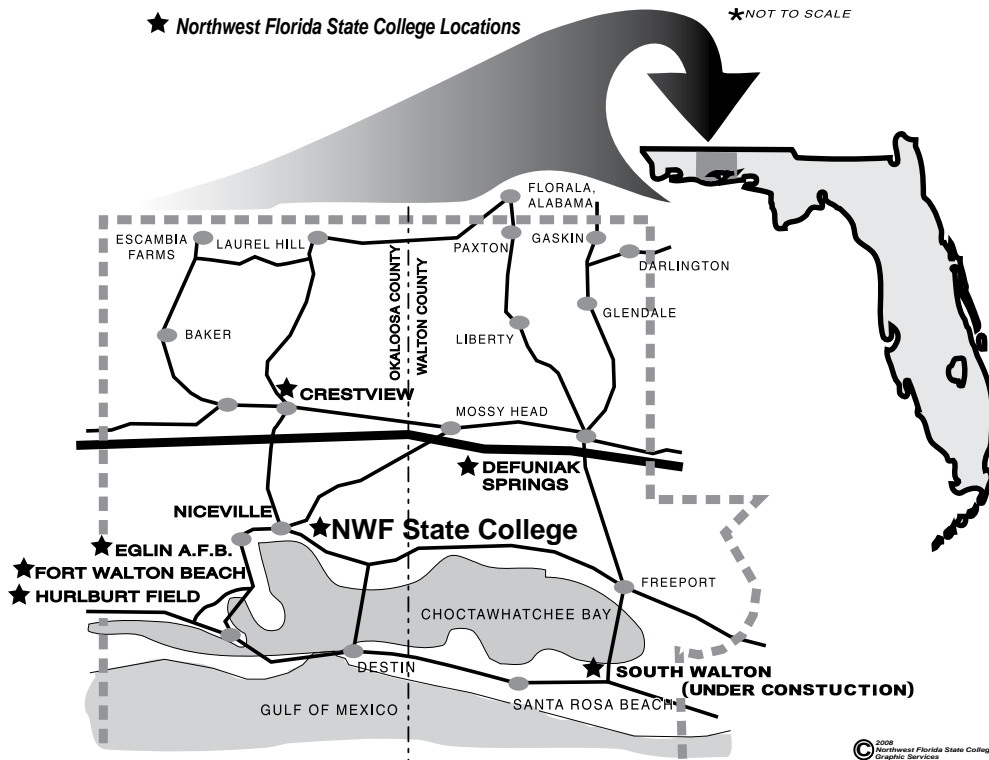 ★ Northwest Florida State College Locations
*NOT TO SCALE
FLORALA,
ALABAMA
ESCAMBIA
FARMS
LAUREL HILL
PAXTON
GASKIN
DARLINGTON
OKALOOSA COUNTY
WALTON COUNTY
GLENDALE
BAKER
LIBERTY
★ CRESTVIEW
MOSSY HEAD
★ DEFUNIAK
SPRINGS
NICEVILLE
★ NWF State College
★ EGLIN A.F.B.
★ FORT WALTON BEACH
★ HURLBURT FIELD
FREEPORT
CHOCTAWHATCHEE BAY
DESTIN
★ SOUTH WALTON
(UNDER CONSTUCTION)
SANTA ROSA BEACH
GULF OF MEXICO
© 2008
Northwest Florida State Colleg
Graphic Services